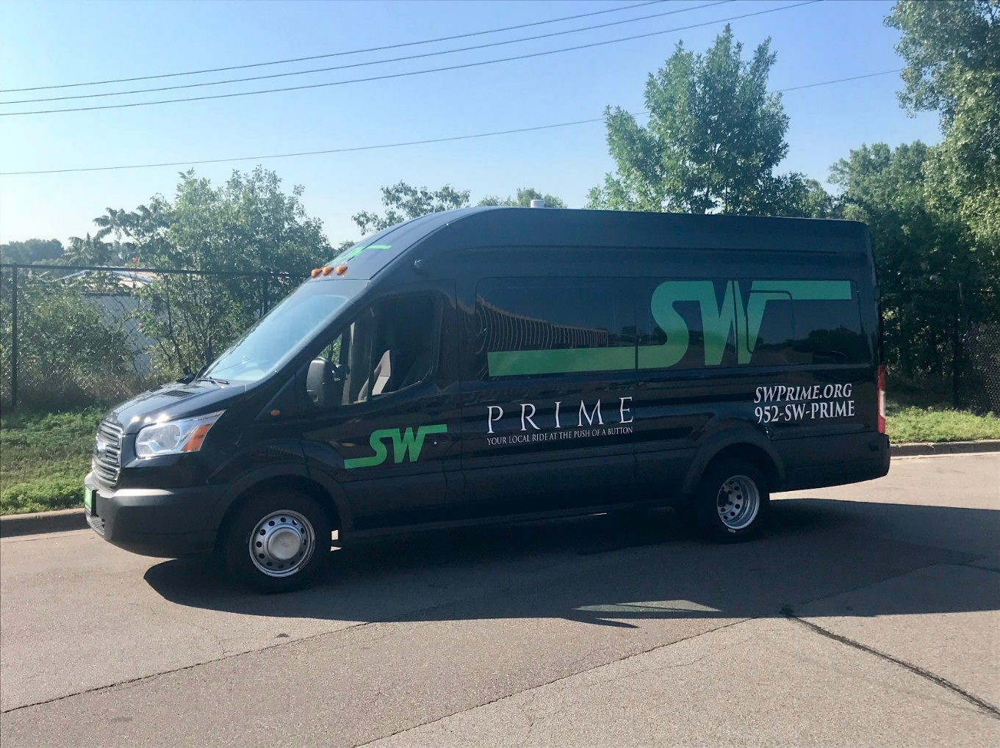 SW
SW
PRIME
YOUR LOCAL RIDE AT THE PUSH OF A BUTTON
SWPRIME.ORG
952-SW-PRIME